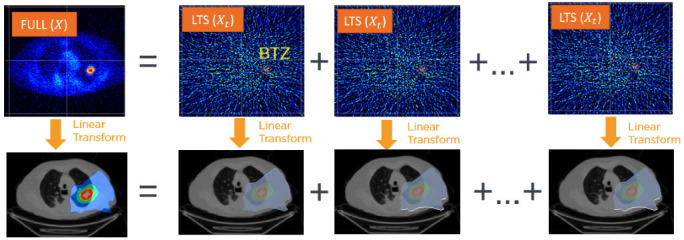 FULL (X)
LTS (Xₜ)
LTS (Xₜ)
LTS (Xₜ)
BTZ
= + +...+
Linear
Transform
Linear
Transform
Linear
Transform
Linear
Transform
= + +...+